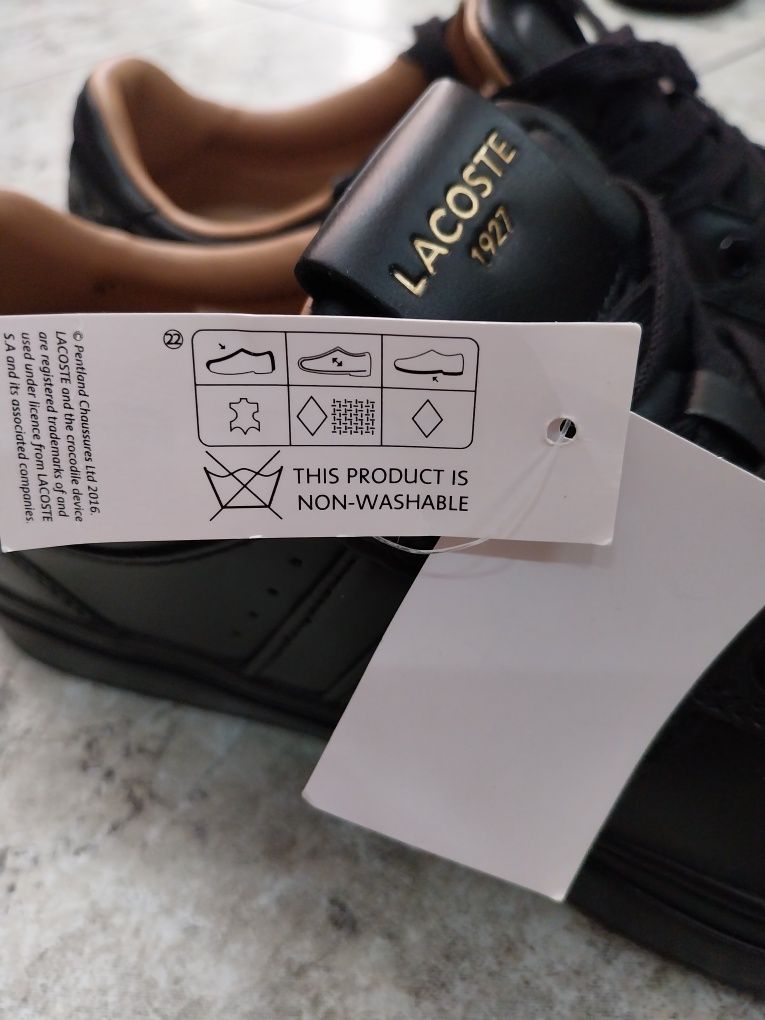 LACOSTE
1927
22
THIS PRODUCT IS
NON-WASHABLE
© Pentland Chaussures Ltd 2016.
LACOSTE and the crocodile device
are registered trademarks of and
used under licence from LACOSTE
S.A and its associated companies.